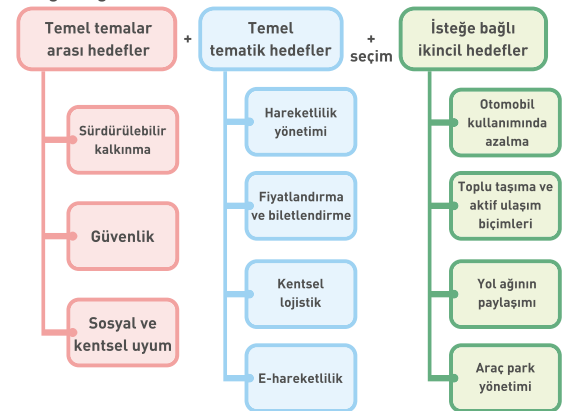 Temel temalar
arası hedefler
+
Temel
tematik hedefler
+
seçim
İsteğe bağlı
ikincil hedefler
Sürdürülebilir
kalkınma
Güvenlik
Sosyal ve
kentsel uyum
Hareketlilik
yönetimi
Fiyatlandırma
ve biletlendirme
Kentsel
lojistik
E-hareketlilik
Otomobil
kullanımında
azalma
Toplu taşıma ve
aktif ulaşım
biçimleri
Yol ağının
paylaşımı
Araç park
yönetimi